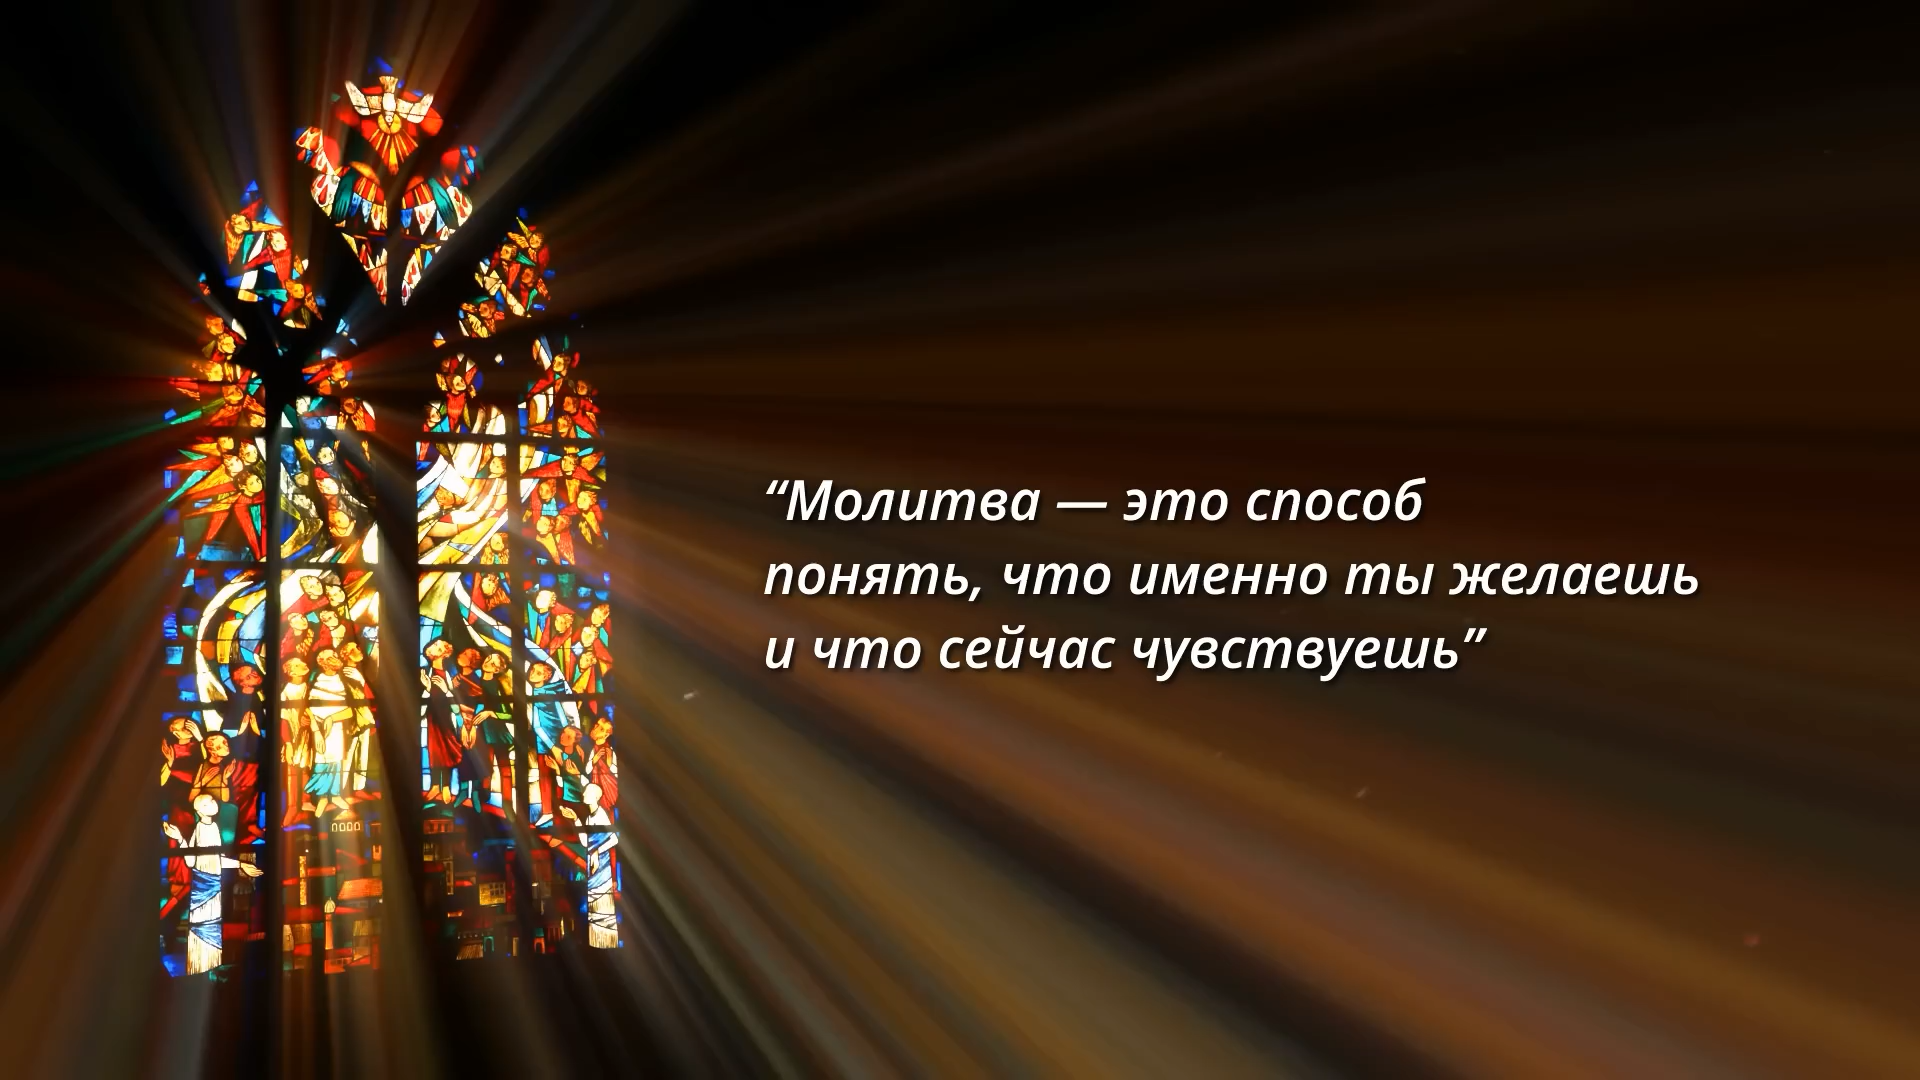 “Молитва — это способ
понять, что именно ты желаешь
и что сейчас чувствуешь”